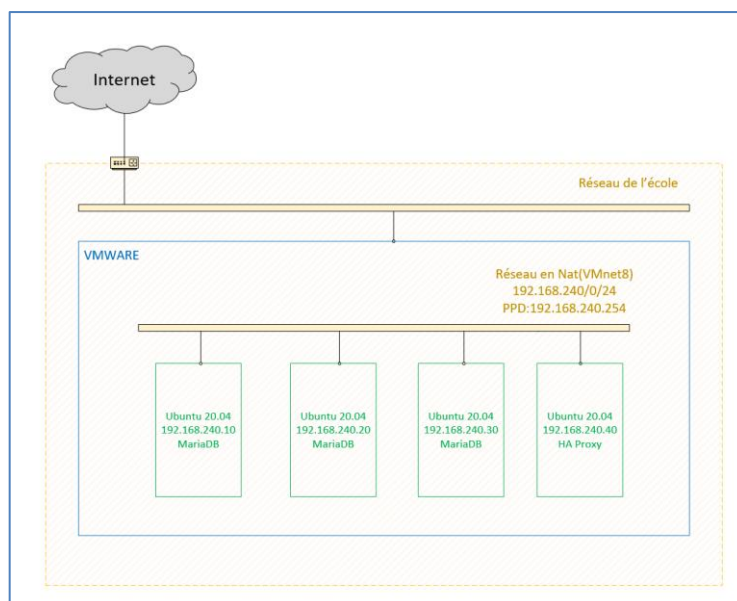 Internet
Réseau de l'école
VMWARE
Réseau en Nat(VMnet8)
192.168.240/0/24
PPD:192.168.240.254
Ubuntu 20.04
192.168.240.10
MariaDB
Ubuntu 20.04
192.168.240.20
MariaDB
Ubuntu 20.04
192.168.240.30
MariaDB
Ubuntu 20.04
192.168.240.40
HA Proxy